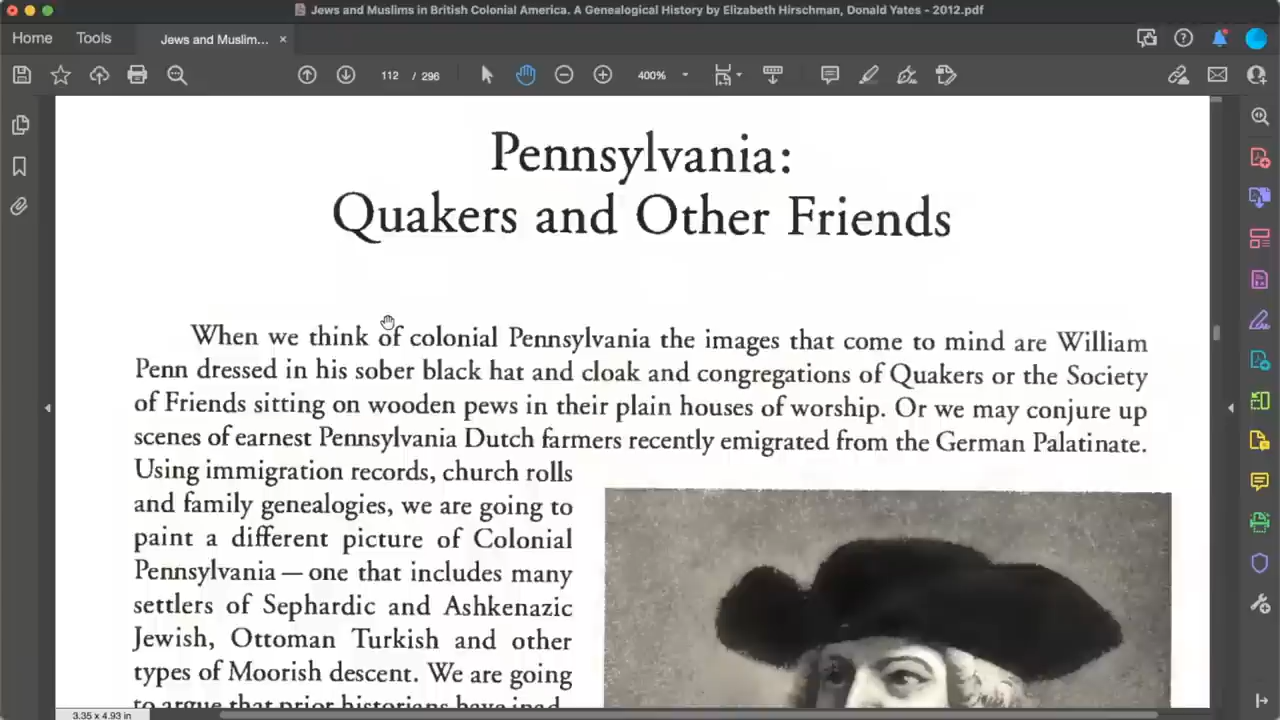 Jews and Muslims in British Colonial America. A Genealogical History by Elizabeth Hirschman, Donald Yates - 2012.pdf
Home
Tools
Jews and Muslim...
×
112 / 296
400%
Pennsylvania:
Quakers and Other Friends
When we think of colonial Pennsylvania the images that come to mind are William
Penn dressed in his sober black hat and cloak and congregations of Quakers or the Society
of Friends sitting on wooden pews in their plain houses of worship. Or we may conjure up
scenes of earnest Pennsylvania Dutch farmers recently emigrated from the German Palatinate.
Using immigration records, church rolls
and family genealogies, we are going to
paint a different picture of Colonial
Pennsylvania — one that includes many
settlers of Sephardic and Ashkenazic
Jewish, Ottoman Turkish and other
types of Moorish descent. We are going
to argue that prior historians have
3.35 x 4.93 in